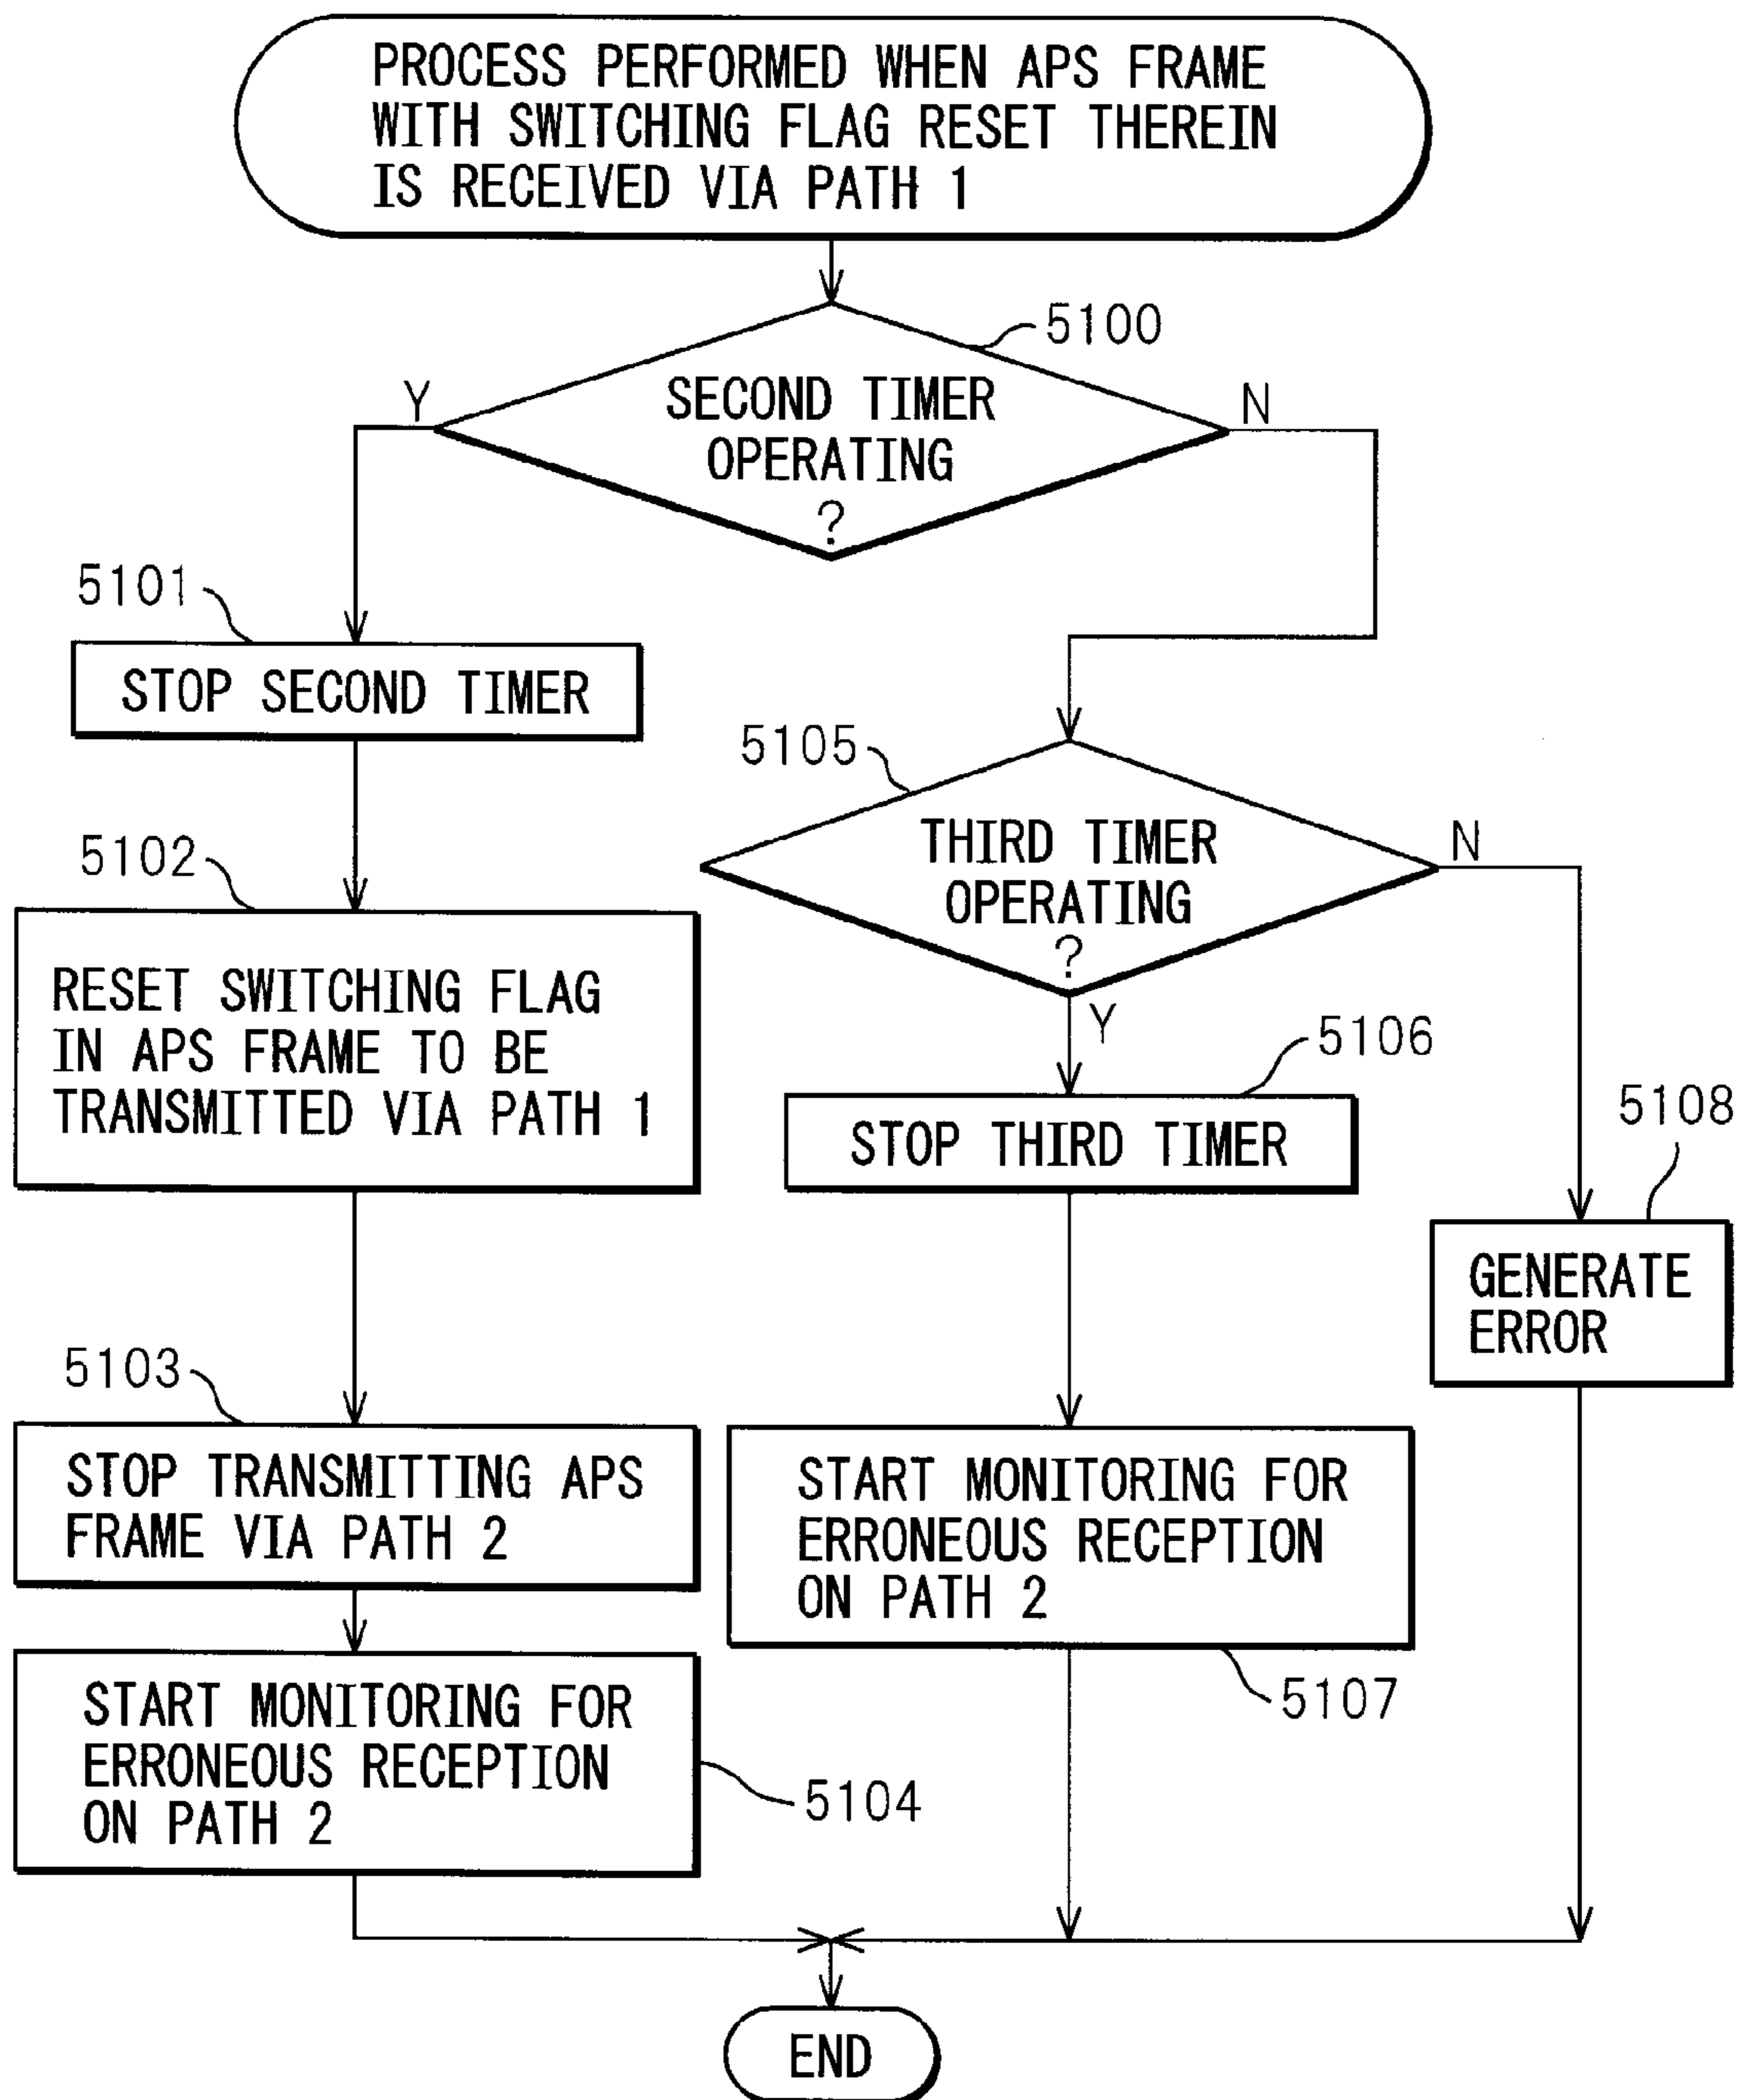 PROCESS PERFORMED WHEN APS FRAME
WITH SWITCHING FLAG RESET THEREIN
IS RECEIVED VIA PATH 1
5100
Y
SECOND TIMER
OPERATING
?
N
5101
STOP SECOND TIMER
5102
RESET SWITCHING FLAG
IN APS FRAME TO BE
TRANSMITTED VIA PATH 1
5103
STOP TRANSMITTING APS
FRAME VIA PATH 2
START MONITORING FOR
ERRONEOUS RECEPTION
ON PATH 2
5104
5105
THIRD TIMER
OPERATING
?
N
Y
5106
STOP THIRD TIMER
START MONITORING FOR
ERRONEOUS RECEPTION
ON PATH 2
5107
5108
GENERATE
ERROR
END